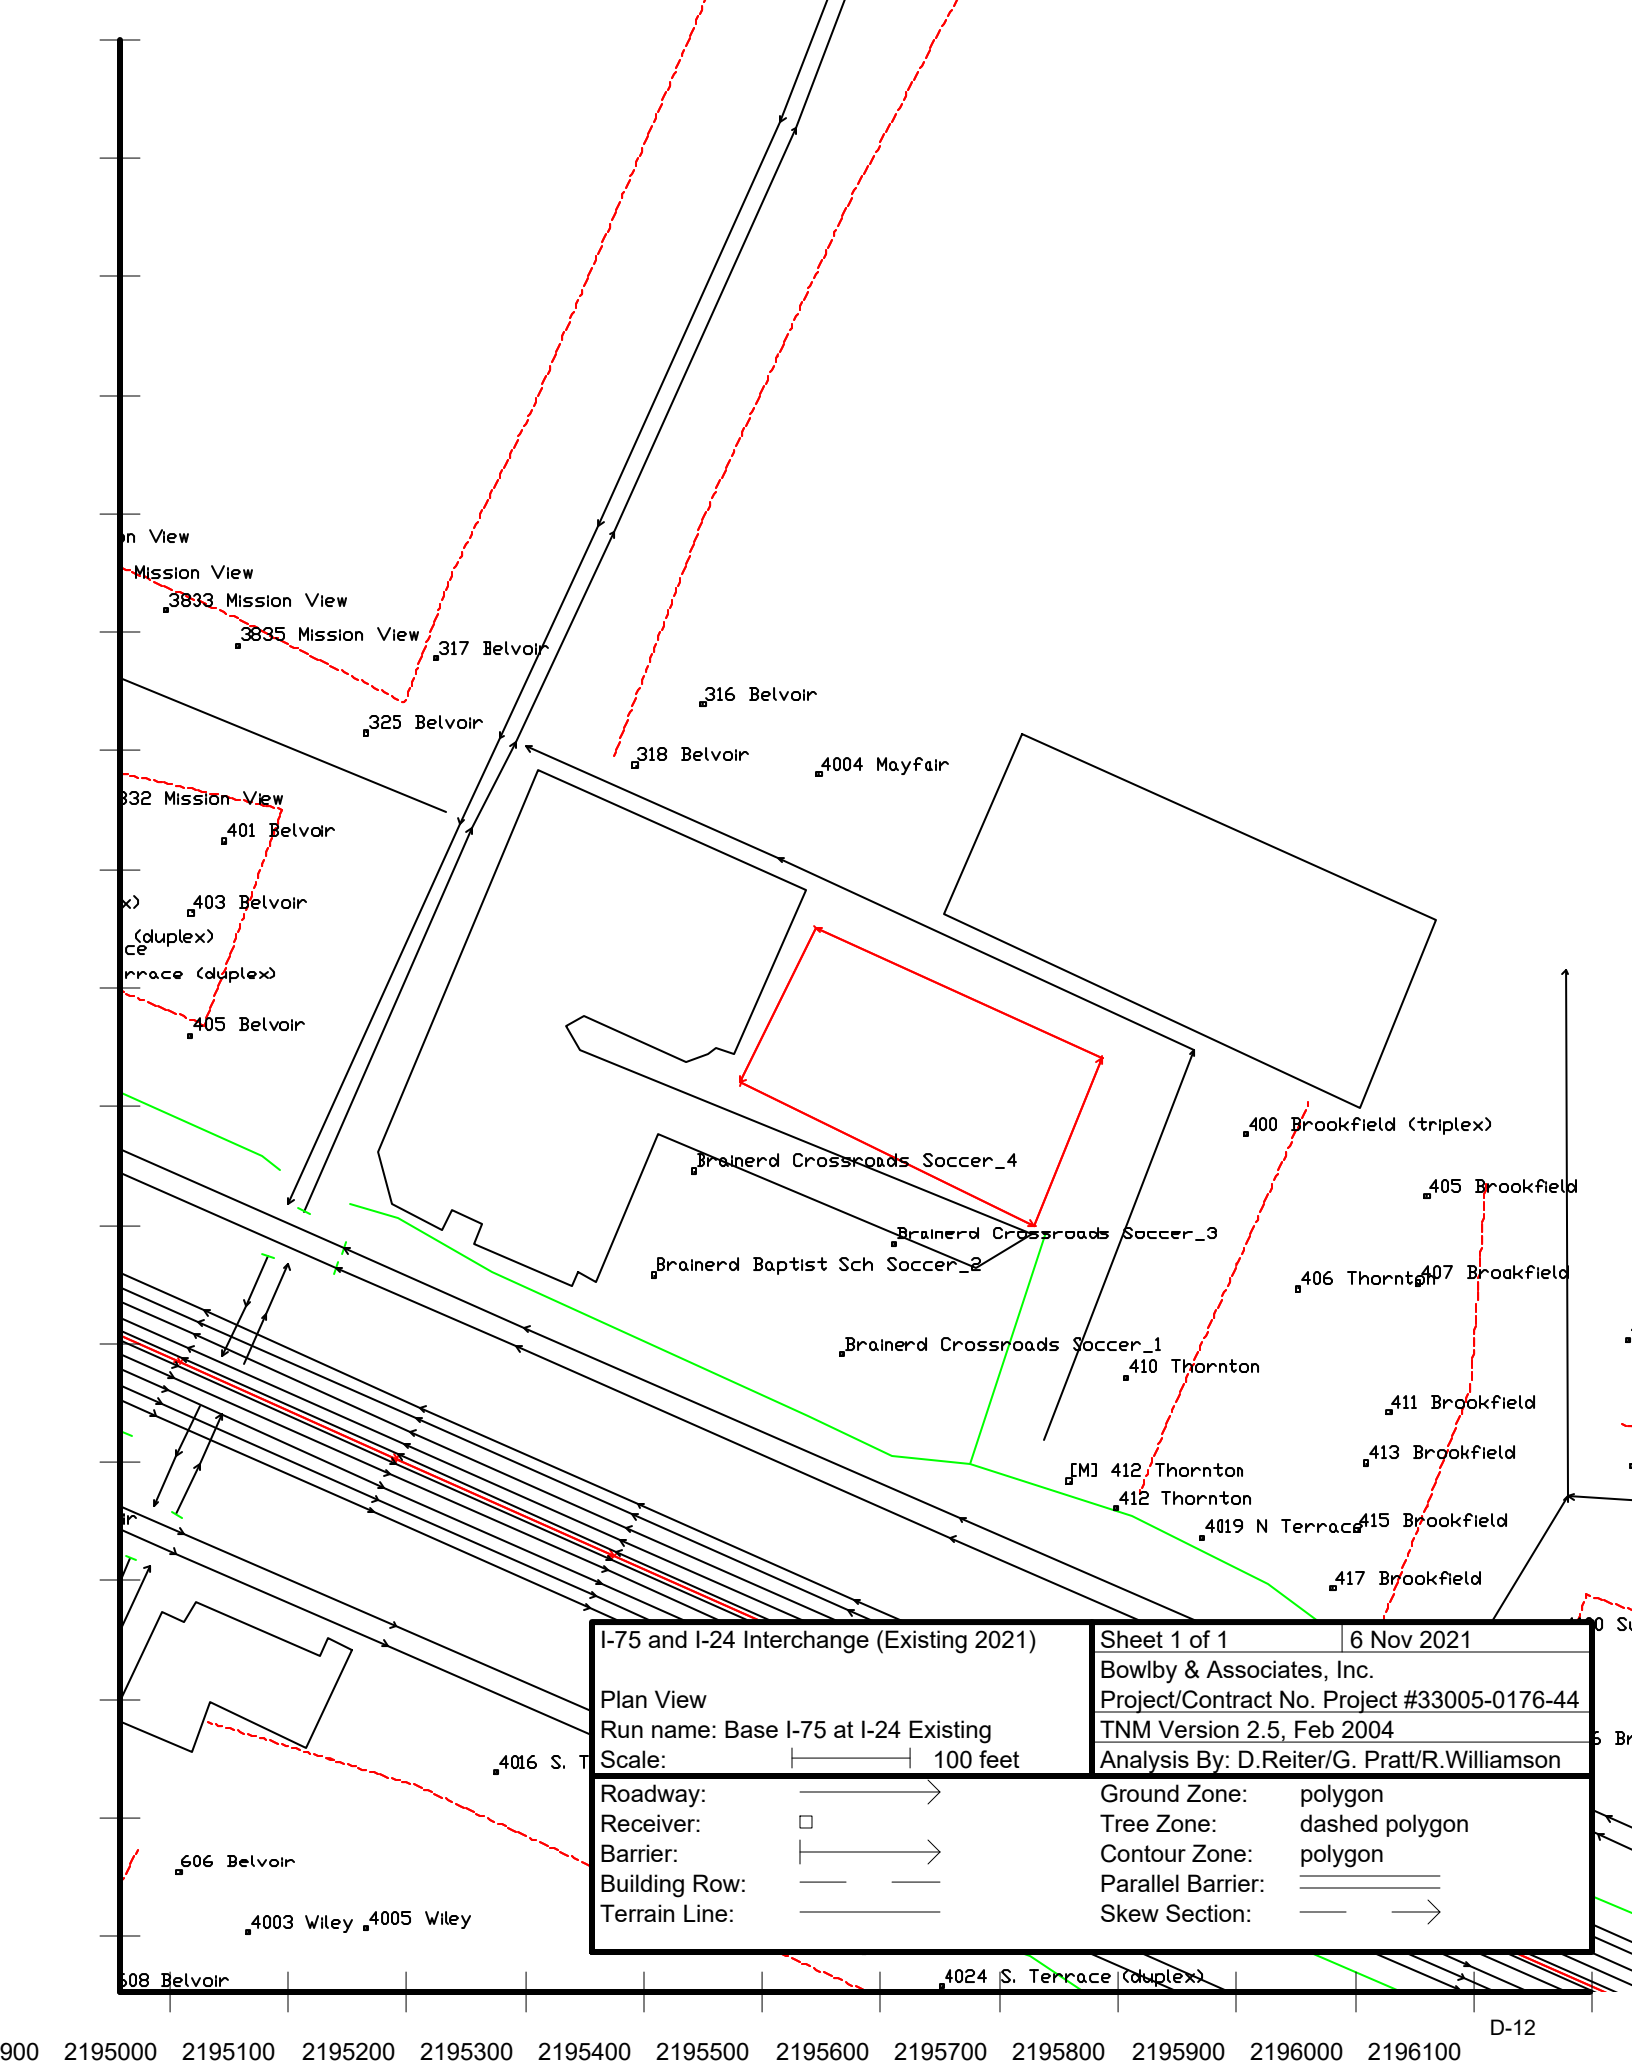 on View
Mission View
3833 Mission View
3835 Mission View
317 Belvoir
316 Belvoir
325 Belvoir
318 Belvoir
4004 Mayfair
332 Mission View
401 Belvoir
403 Belvoir
x)
(duplex)
ce
rrace (duplex)
405 Belvoir
400 Brookfield (triplex)
Brainerd Crossroads Soccer_4
405 Brookfield
Brainerd Crossroads Soccer_3
Brainerd Baptist Sch Soccer_2
406 Thornton
407 Brookfield
Brainerd Crossroads Soccer_1
410 Thornton
411 Brookfield
413 Brookfield
[M] 412 Thornton
412 Thornton
ir
4019 N Terrace
415 Brookfield
417 Brookfield
0 Su
I-75 and I-24 Interchange (Existing 2021)
Sheet 1 of 1
6 Nov 2021
Bowlby & Associates, Inc.
Plan View
Project/Contract No. Project #33005-0176-44
Run name: Base I-75 at I-24 Existing
TNM Version 2.5, Feb 2004
6 Br
Scale:
100 feet
Analysis By: D.Reiter/G. Pratt/R.Williamson
4016 S. T
Roadway:
Ground Zone:
polygon
Receiver:
Tree Zone:
dashed polygon
Barrier:
Contour Zone:
polygon
606 Belvoir
Building Row:
Parallel Barrier:
4003 Wiley
4005 Wiley
Terrain Line:
Skew Section:
608 Belvoir
4024 S. Terrace (duplex)
D-12
900 2195000 2195100 2195200 2195300 2195400 2195500 2195600 2195700 2195800 2195900 2196000 2196100